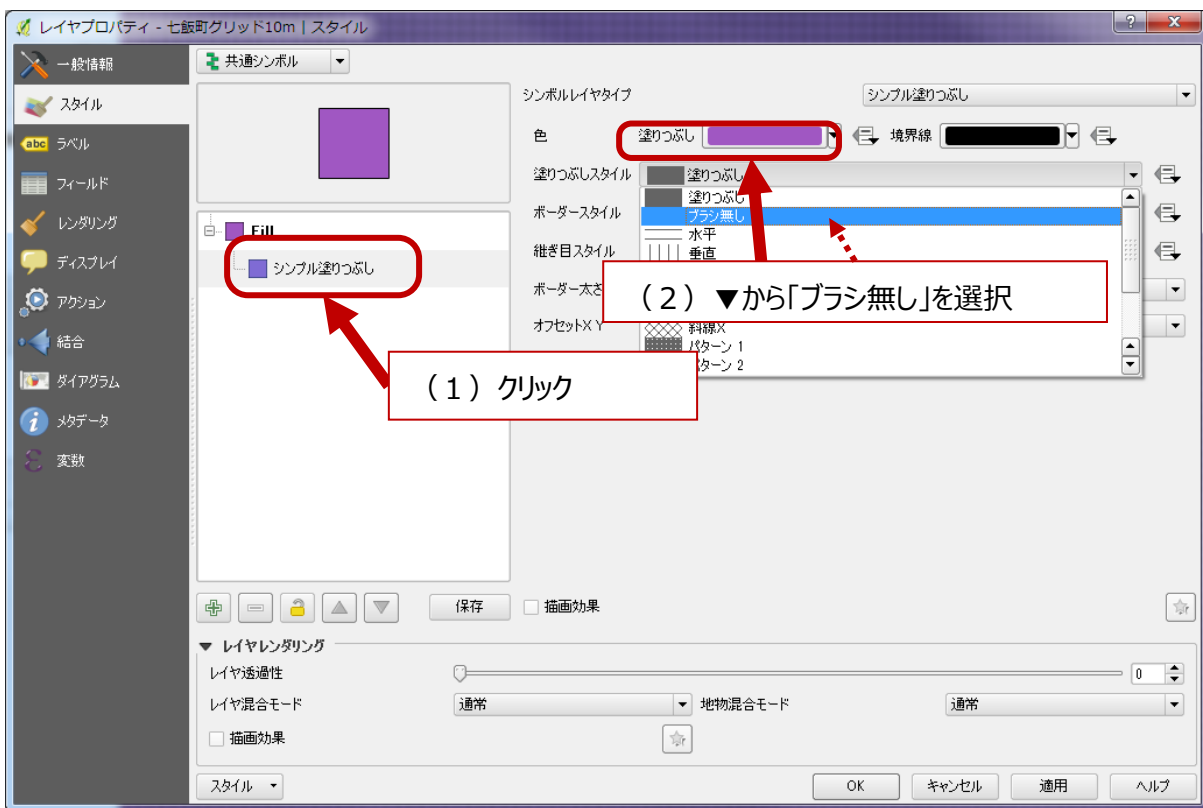 レイヤプロパティ - 七飯町グリッド10m | スタイル
一般情報
スタイル
abc ラベル
フィールド
レンダリング
ディスプレイ
アクション
結合
ダイアグラム
メタデータ
変数
共通シンボル
Fill
シンプル塗りつぶし
シンボルレイヤタイプ
シンプル塗りつぶし
色 塗りつぶし 境界線
塗りつぶしスタイル 塗りつぶし
塗りつぶし
ボーダースタイル ブラシ無し
水平
継ぎ目スタイル 垂直
ボーダー太さ
(2) ▼から「ブラシ無し」を選択
オフセットX Y 斜線X
パターン 1
パターン 2
(1) クリック
保存 描画効果
レイヤレンダリング
レイヤ透過性 0
レイヤ混合モード 通常 地物混合モード 通常
描画効果
スタイル OK キャンセル 適用 ヘルプ